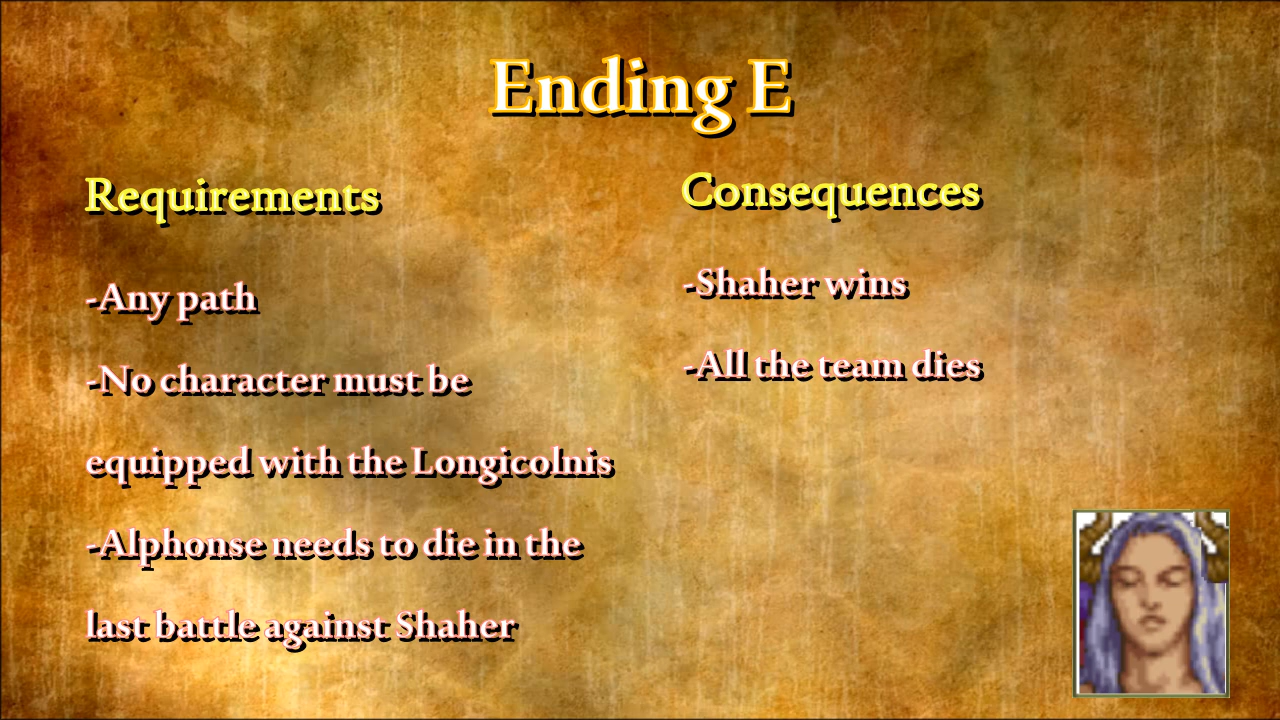 Ending E
Requirements
-Any path
-No character must be
equipped with the Longicolnis
-Alphonse needs to die in the
last battle against Shaher
Consequences
-Shaher wins
-All the team dies